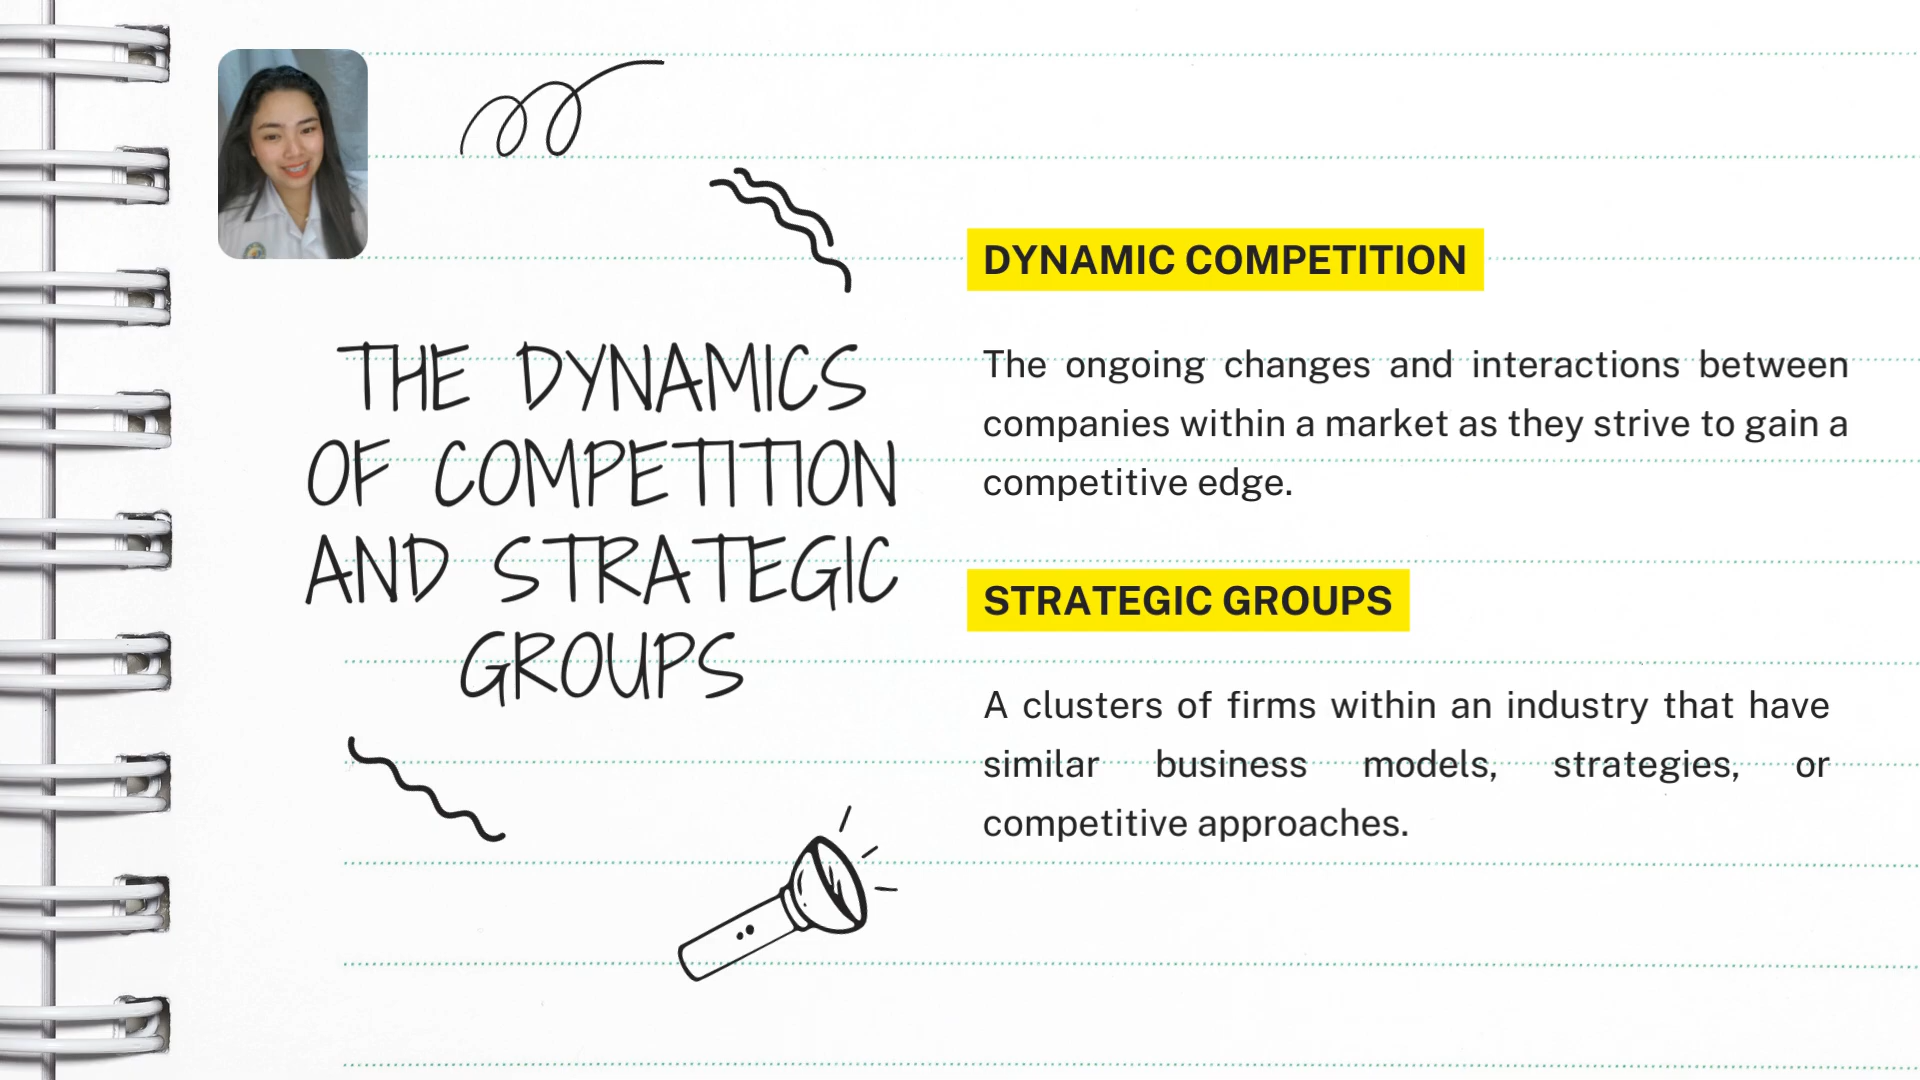 THE DYNAMICS
OF COMPETITION
AND STRATEGIC
GROUPS
DYNAMIC COMPETITION
The ongoing changes and interactions between
companies within a market as they strive to gain a
competitive edge.
STRATEGIC GROUPS
A clusters of firms within an industry that have
similar business models, strategies, or
competitive approaches.